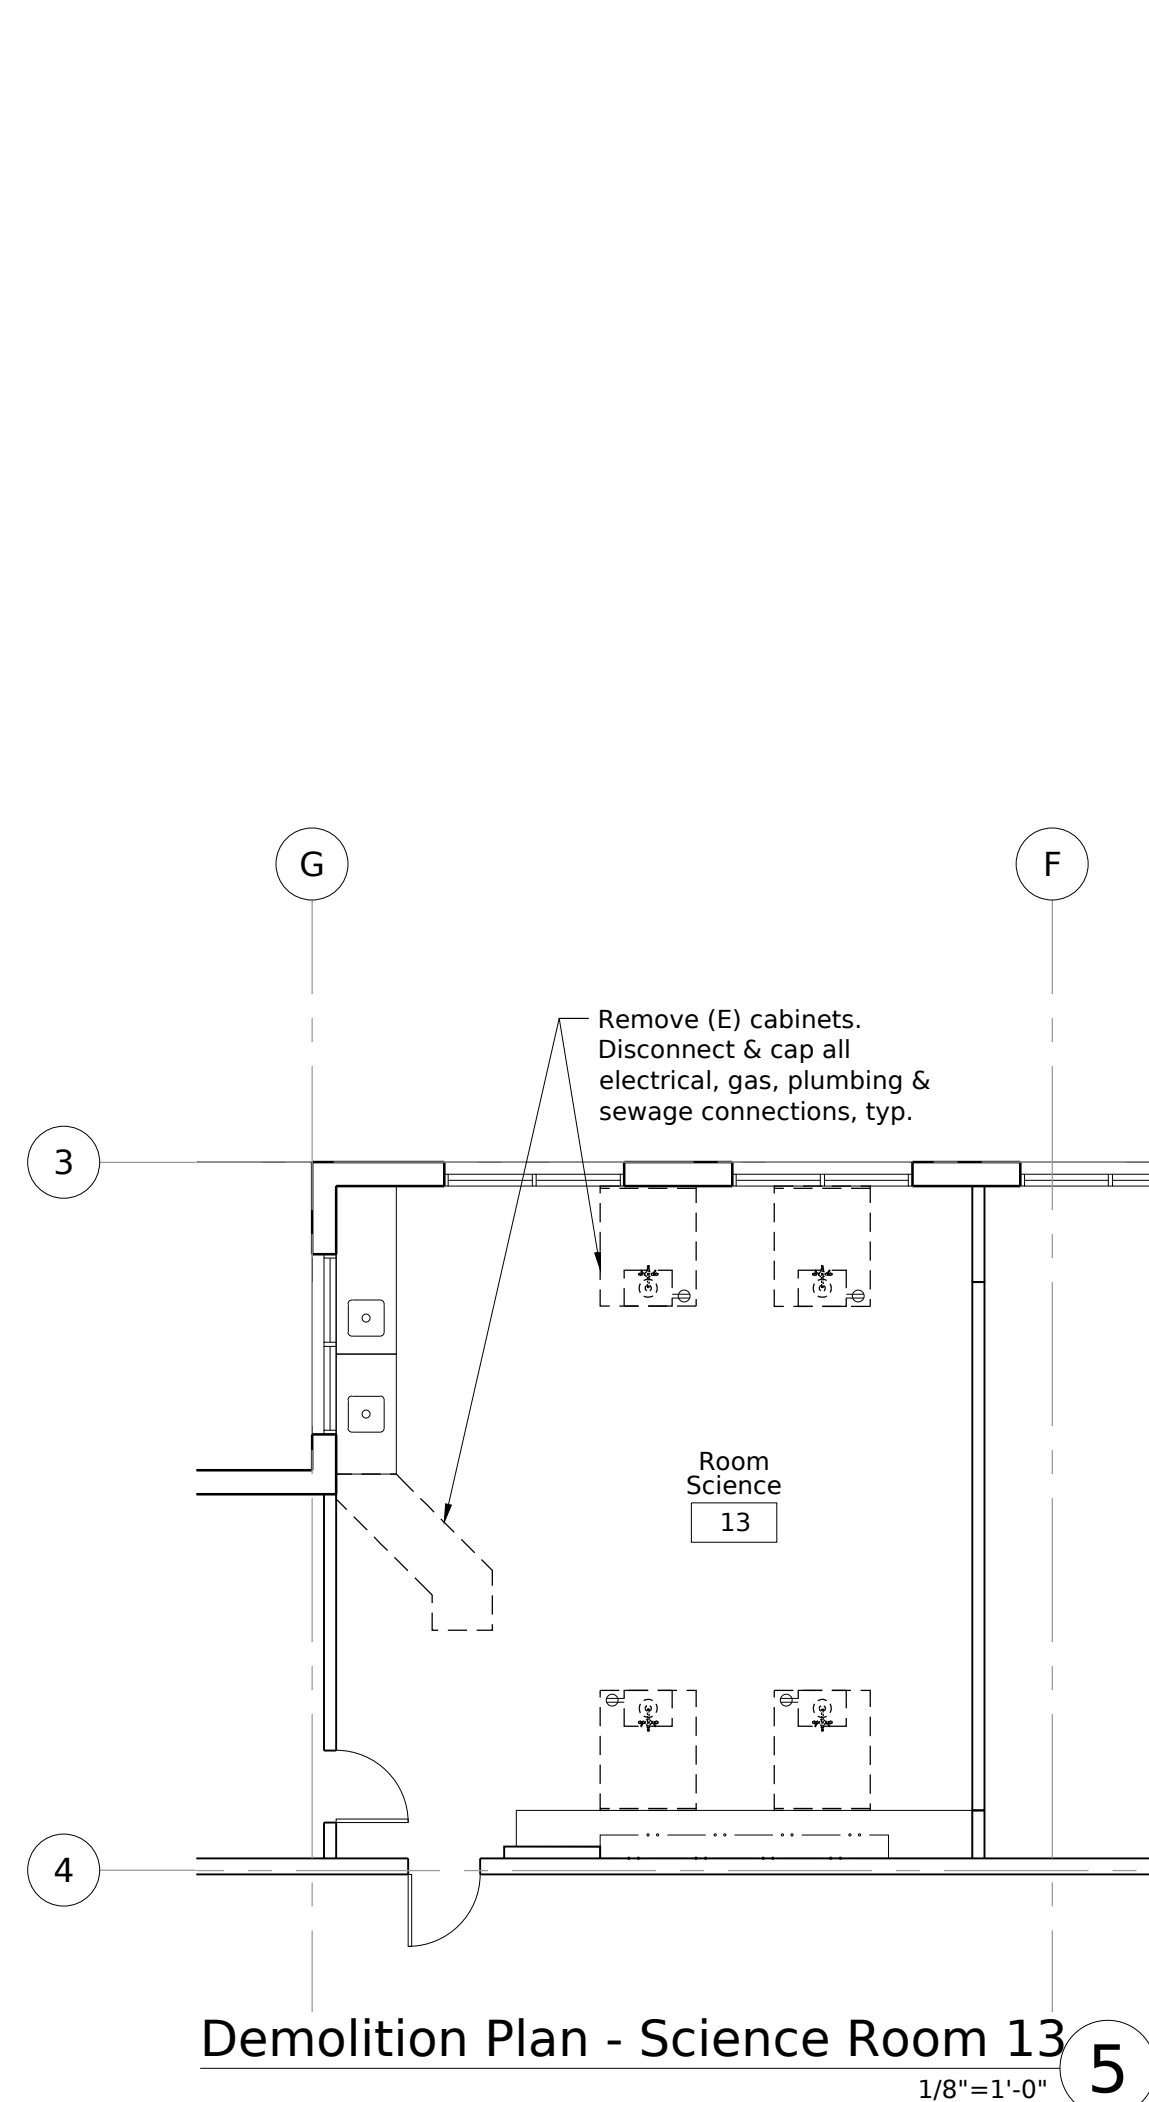 G
F
Remove (E) cabinets.
Disconnect & cap all
electrical, gas, plumbing &
sewage connections, typ.
3
Room
Science
13
4
Demolition Plan - Science Room 13
5
1/8"=1'-0"